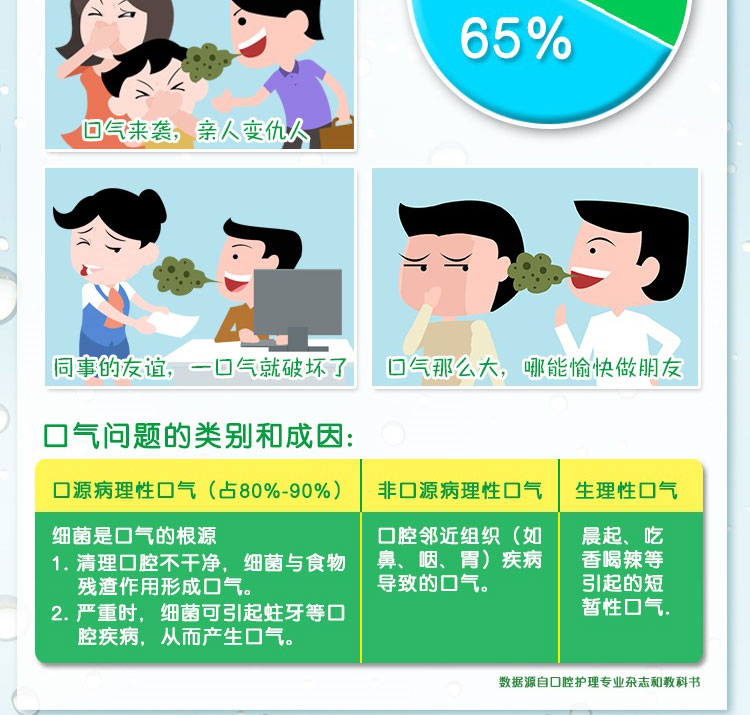 65%
口气来袭，亲人变仇人
同事的友谊，一口气就破坏了
口气那么大，哪能愉快做朋友
口气问题的类别和成因:
口源病理性口气（占80%-90%）
非口源病理性口气
生理性口气
细菌是口气的根源
1. 清理口腔不干净，细菌与食物
残渣作用形成口气。
2. 严重时，细菌可引起蛀牙等口
腔疾病，从而产生口气。
口腔邻近组织（如
鼻、咽、胃）疾病
导致的口气。
晨起、吃
香喝辣等
引起的短
暂性口气.
数据源自口腔护理专业杂志和教科书